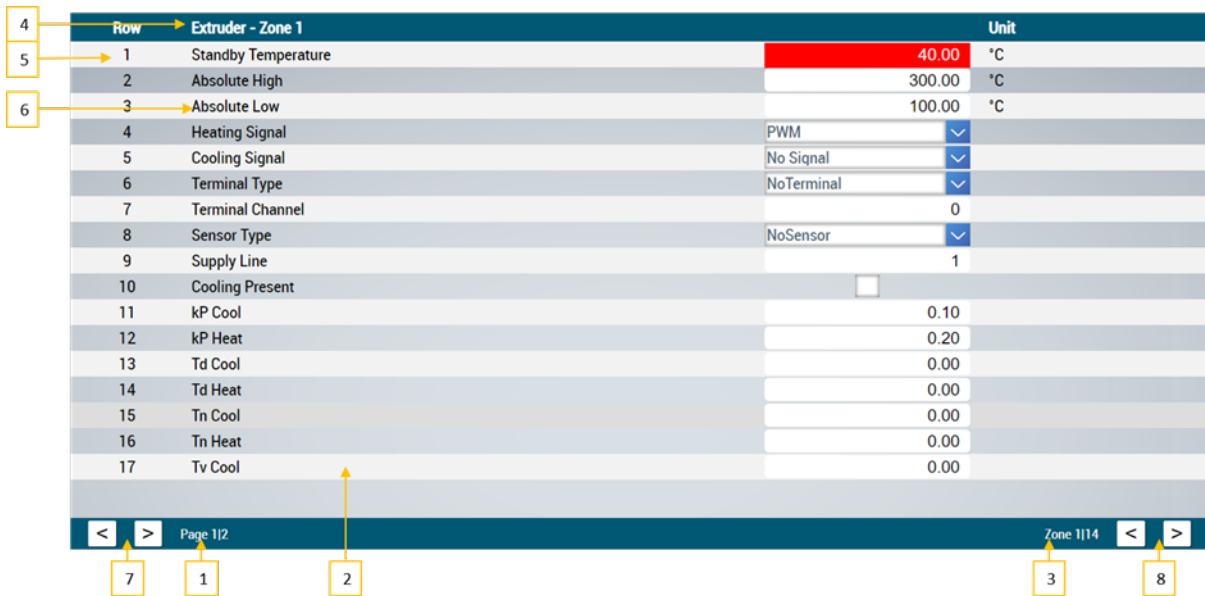 4 Row Extruder - Zone 1 Unit
5 1 Standby Temperature 40.00 °C
2 Absolute High 300.00 °C
6 3 Absolute Low 100.00 °C
4 Heating Signal PWM
5 Cooling Signal No Signal
6 Terminal Type NoTerminal
7 Terminal Channel 0
8 Sensor Type NoSensor
9 Supply Line 1
10 Cooling Present
11 kP Cool 0.10
12 kP Heat 0.20
13 Td Cool 0.00
14 Td Heat 0.00
15 Tn Cool 0.00
16 Tn Heat 0.00
17 Tv Cool 0.00
< > Page 1|2 Zone 1|14 < >
7 1 2 3 8